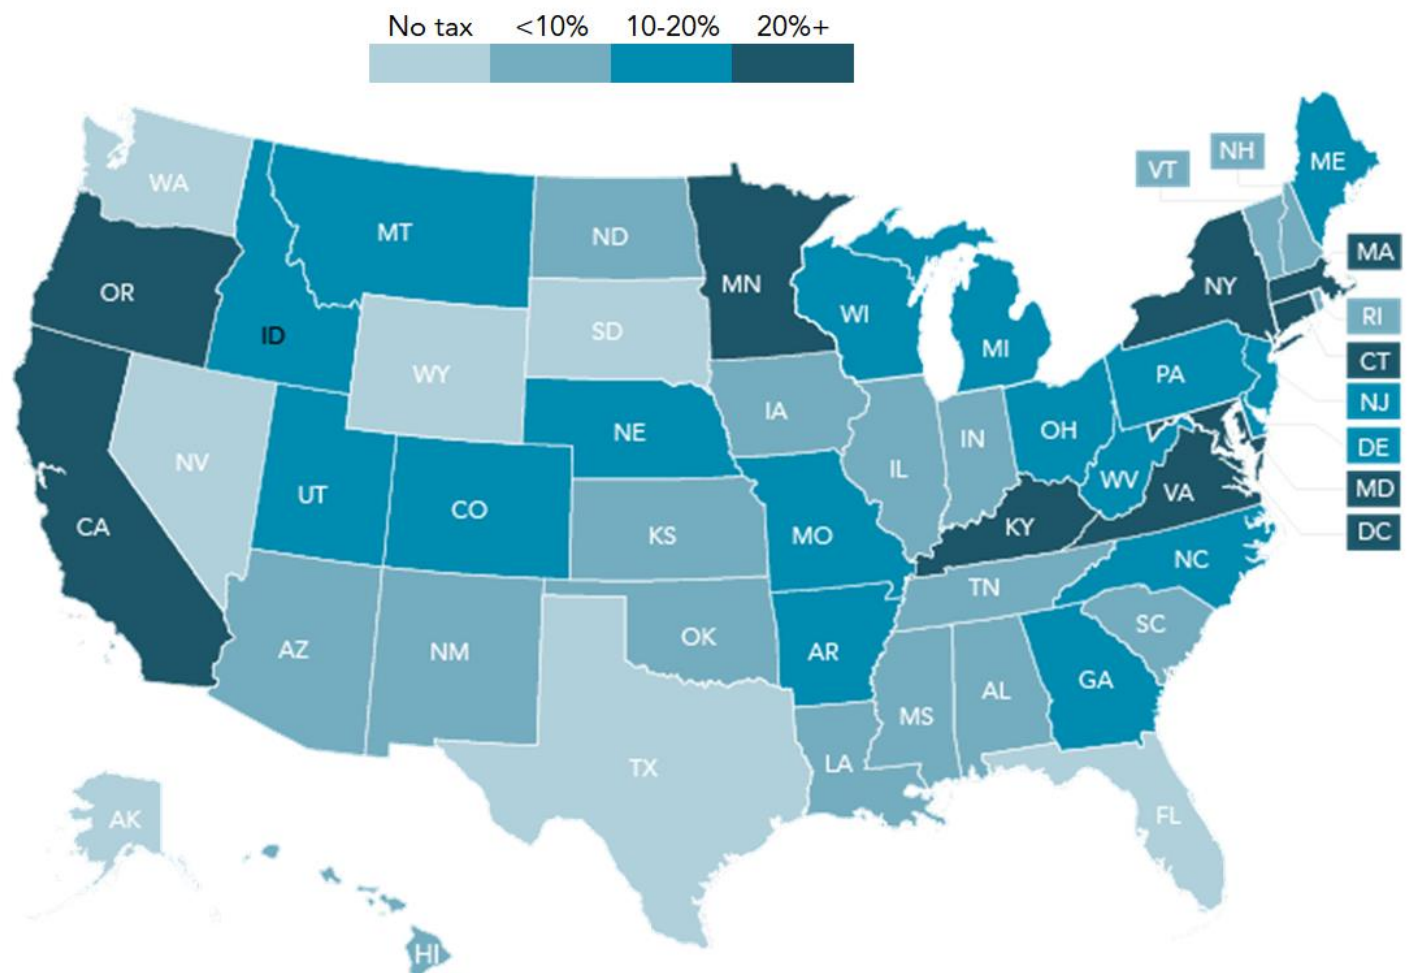 No tax <10% 10-20% 20%+
NH
VT
ME
WA
MT
ND
MN
MA
OR
NY
WI
RI
ID
SD
MI
CT
WY
PA
NJ
IA
NE
OH
IN
DE
NV
IL
WV
MD
UT
VA
CO
CA
KY
DC
KS
MO
NC
TN
SC
OK
AZ
NM
AR
GA
AL
MS
LA
TX
FL
AK
HI